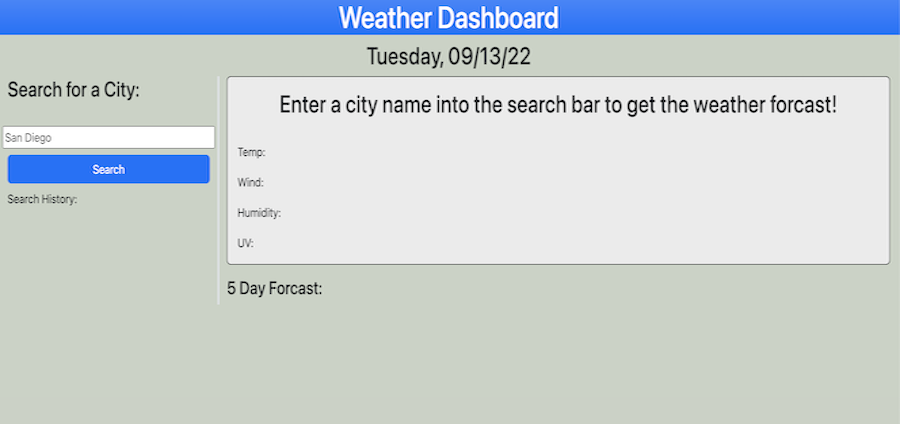 Weather Dashboard
Tuesday, 09/13/22
Search for a City:
San Diego
Search
Search History:
Enter a city name into the search bar to get the weather forcast!
Temp:
Wind:
Humidity:
UV:
5 Day Forcast: